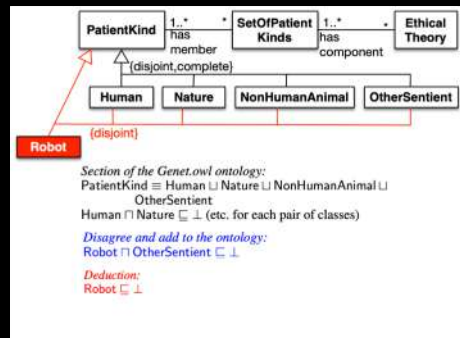 PatientKind
1..*
*
has
member
SetOfPatient
Kinds
1..*
*
has
component
Ethical
Theory
{disjoint,complete}
Human
Nature
NonHumanAnimal
OtherSentient
{disjoint}
Robot
Section of the Genet.owl ontology:
PatientKind ≡ Human ⊔ Nature ⊔ NonHumanAnimal ⊔
OtherSentient
Human ⊓ Nature ⊑ ⊥ (etc. for each pair of classes)
Disagree and add to the ontology:
Robot ⊓ OtherSentient ⊑ ⊥
Deduction:
Robot ⊑ ⊥